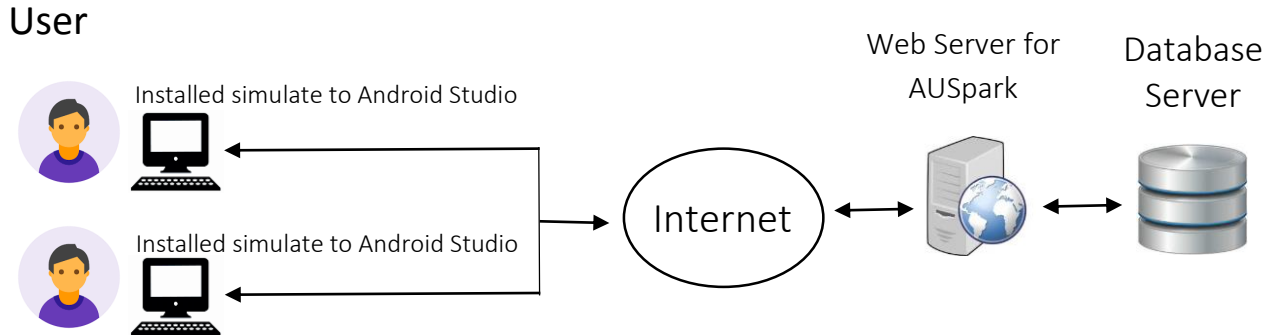 User
Installed simulate to Android Studio
Installed simulate to Android Studio
Internet
Web Server for
AUSpark
Database
Server